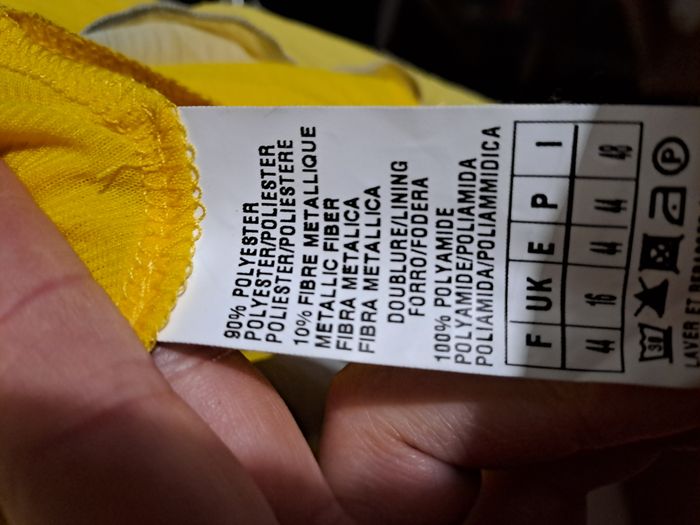 90% POLYESTER
POLYESTER/POLIESTER
POLIESTER/POLIESTERE
10% FIBRE METALLIQUE
METALLIC FIBER
FIBRA METALICA
FIBRA METALLICA
DOUBLURE/LINING
FORRO/FODERA
100% POLYAMIDE
POLYAMIDE/POLIAMIDA
POLIAMIDA/POLIAMMIDICA
F UK E P I
44 16 44 44 48
30 P
LAVER ET